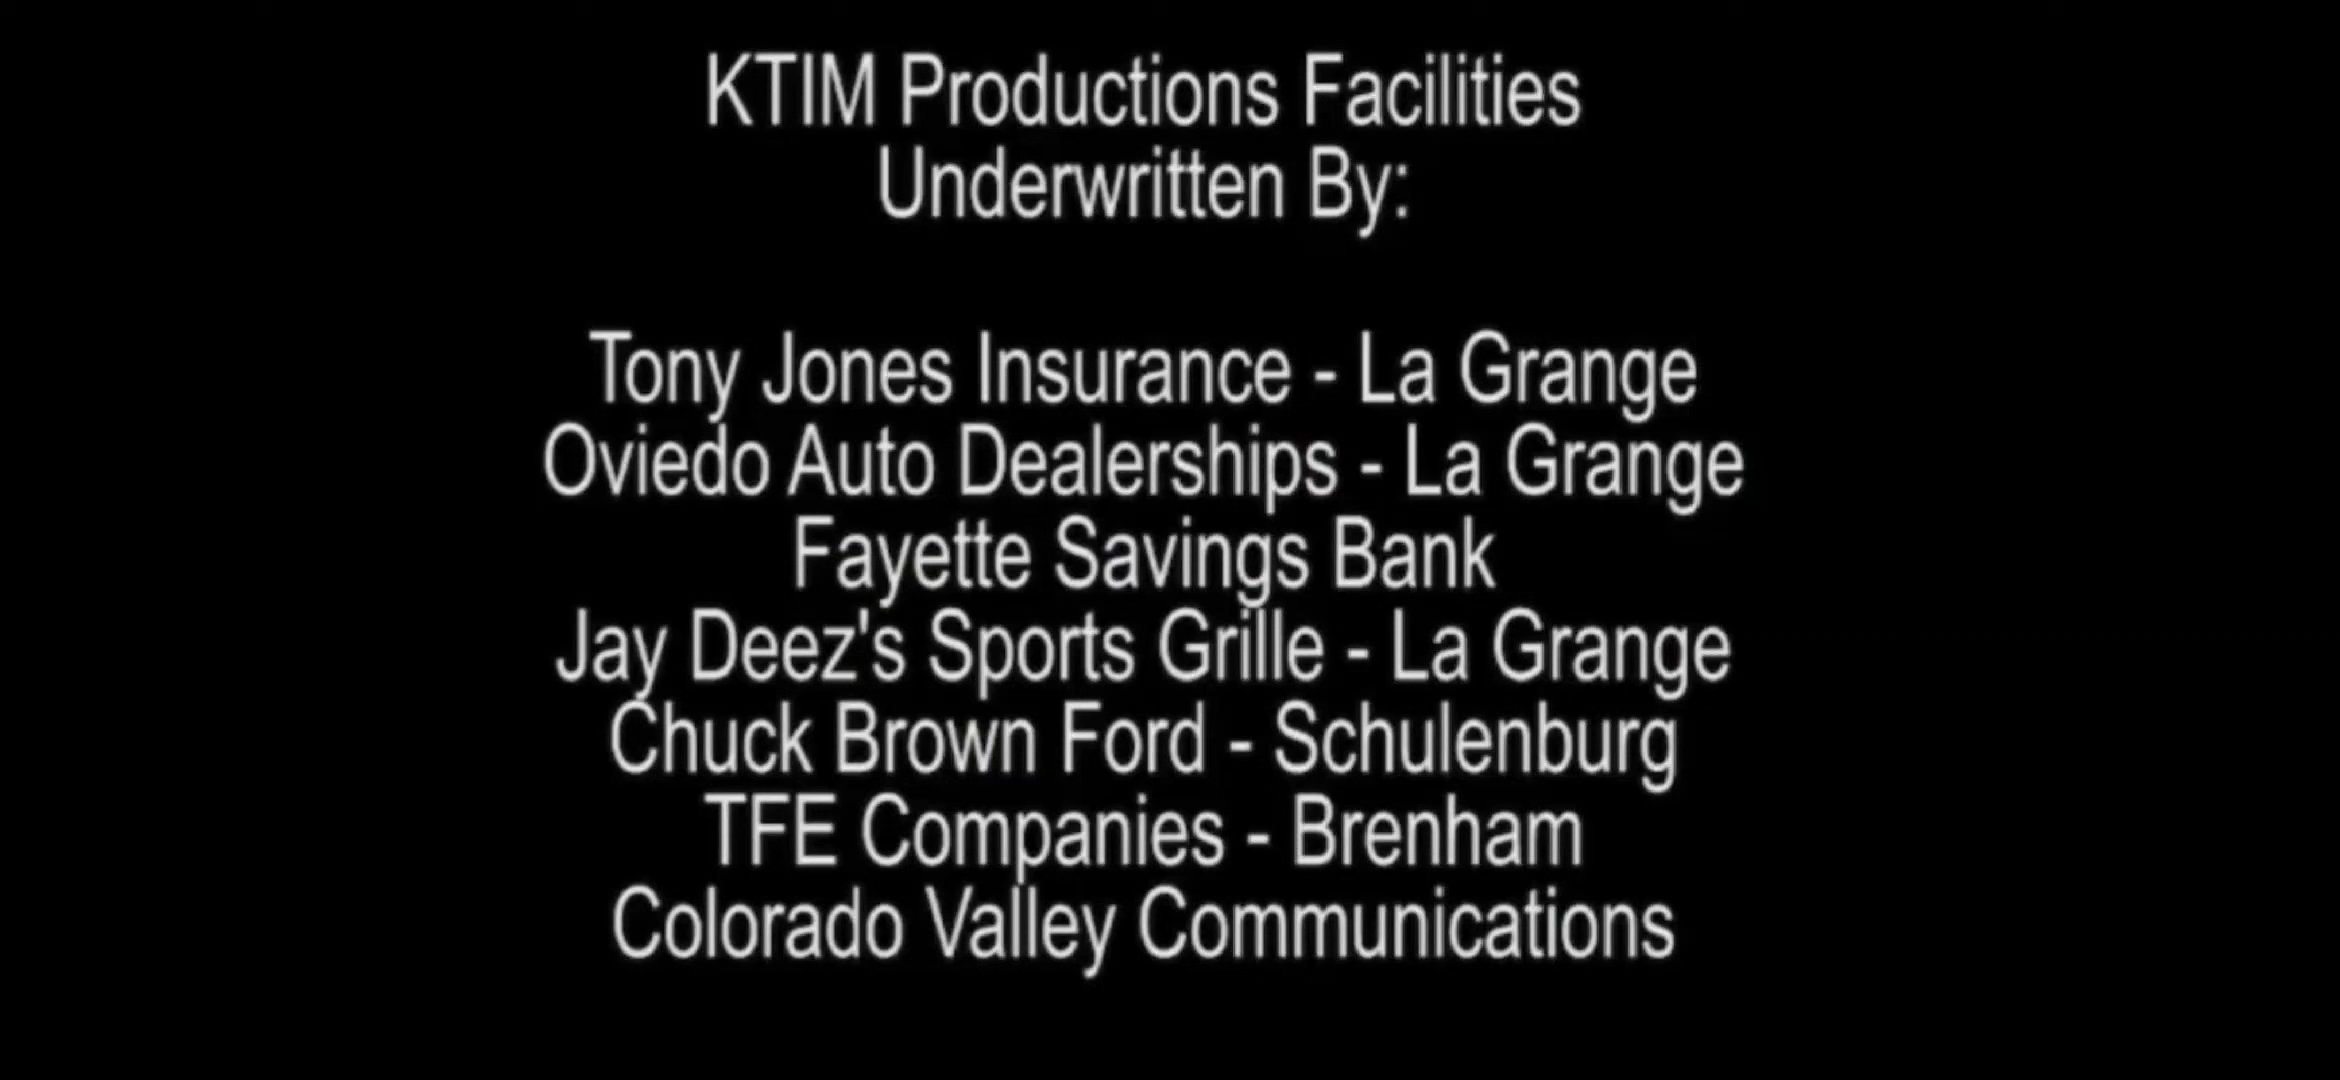 KTIM Productions Facilities
Underwritten By:
Tony Jones Insurance - La Grange
Oviedo Auto Dealerships - La Grange
Fayette Savings Bank
Jay Deez's Sports Grille - La Grange
Chuck Brown Ford - Schulenburg
TFE Companies - Brenham
Colorado Valley Communications